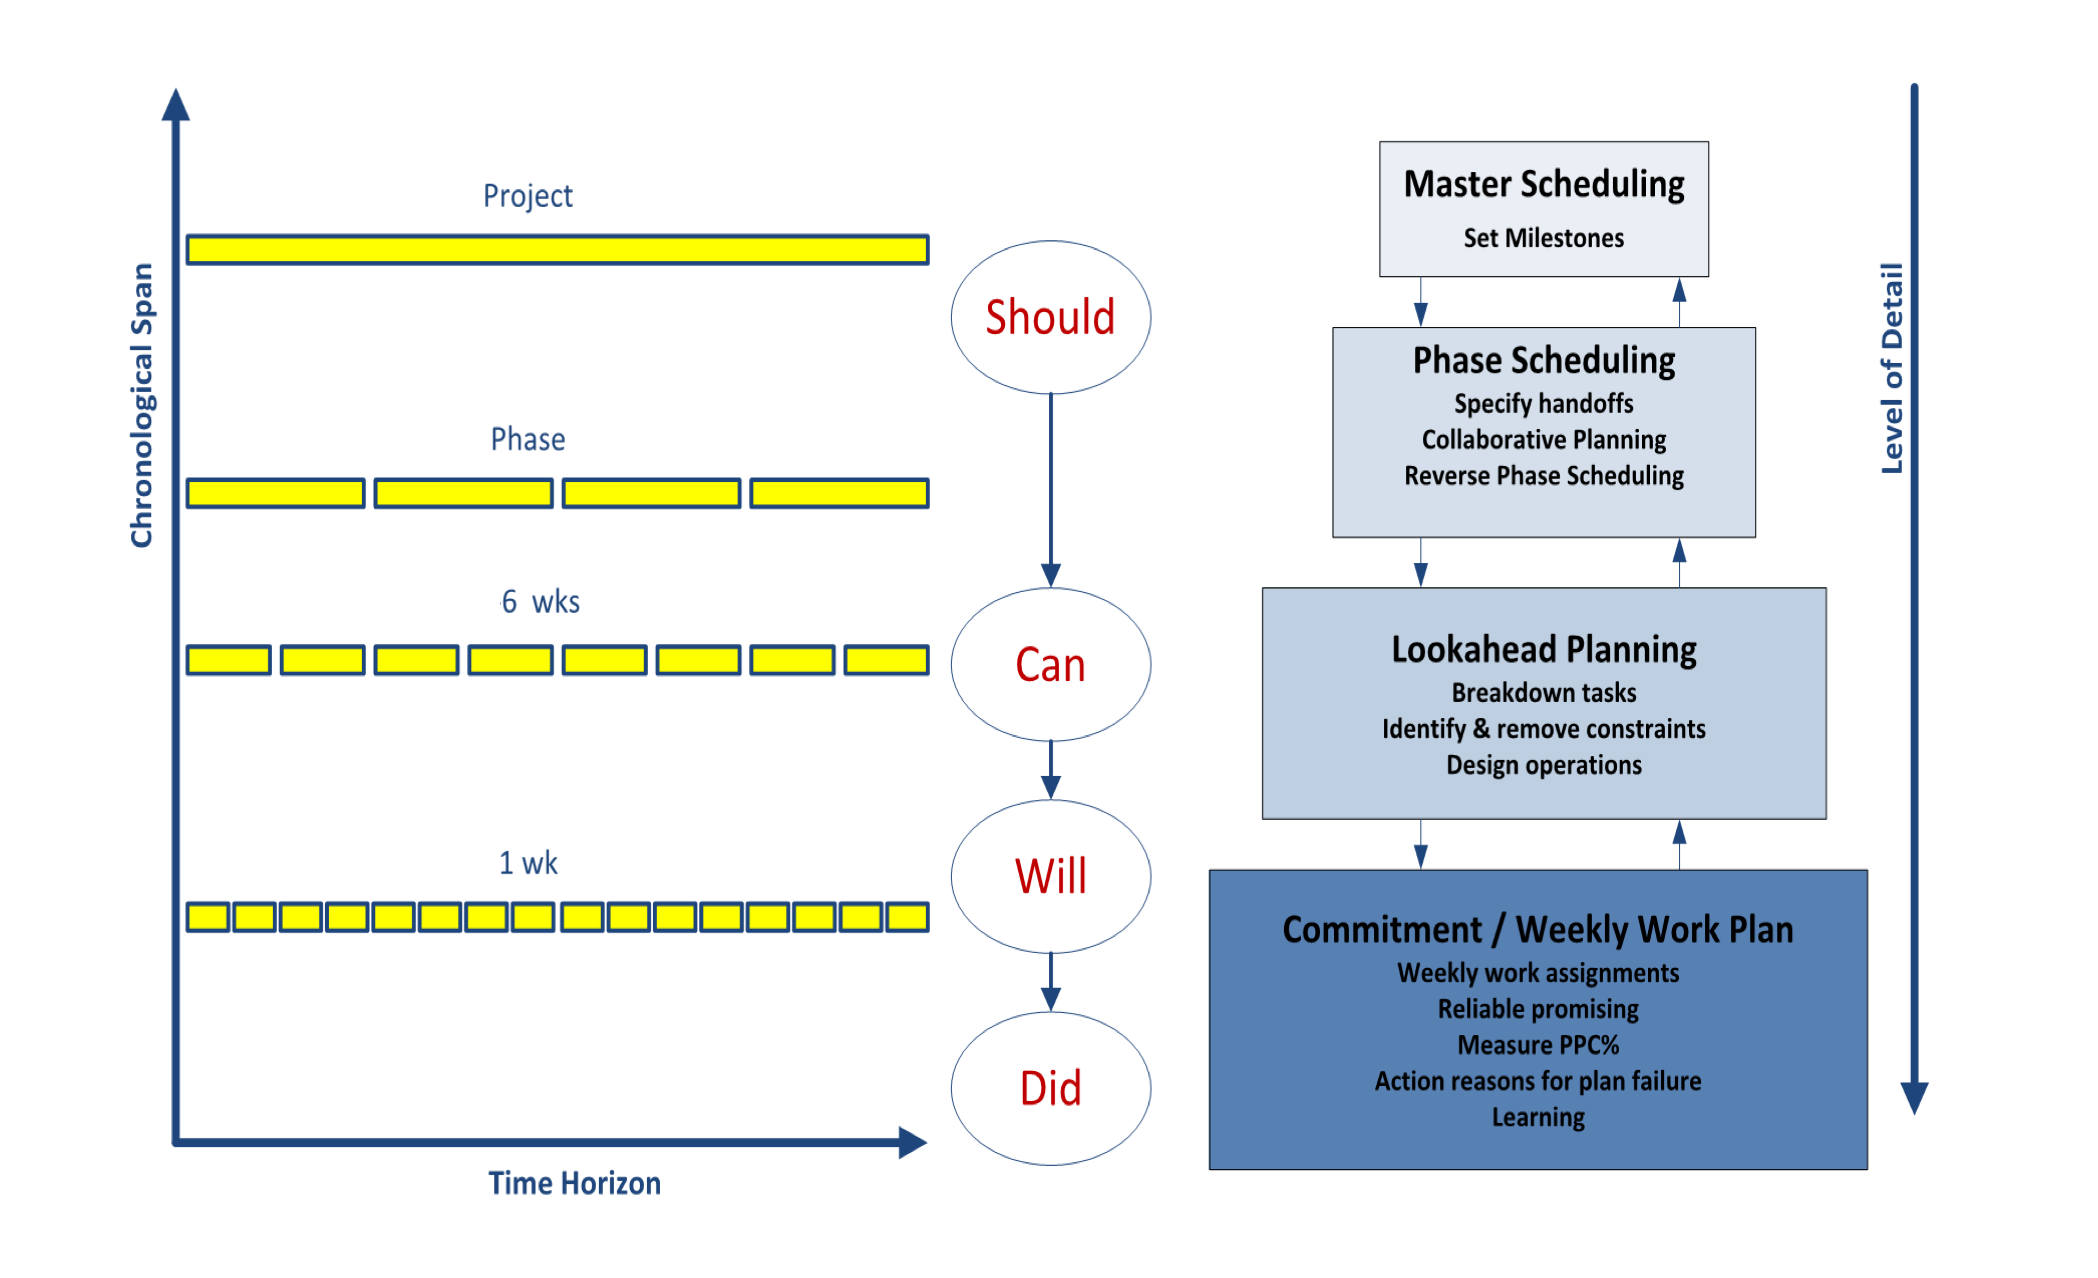 Chronological Span
Project
Phase
6 wks
1 wk
Time Horizon
Should
Can
Will
Did
Master Scheduling
Set Milestones
Phase Scheduling
Specify handoffs
Collaborative Planning
Reverse Phase Scheduling
Lookahead Planning
Breakdown tasks
Identify & remove constraints
Design operations
Commitment / Weekly Work Plan
Weekly work assignments
Reliable promising
Measure PPC%
Action reasons for plan failure
Learning
Level of Detail